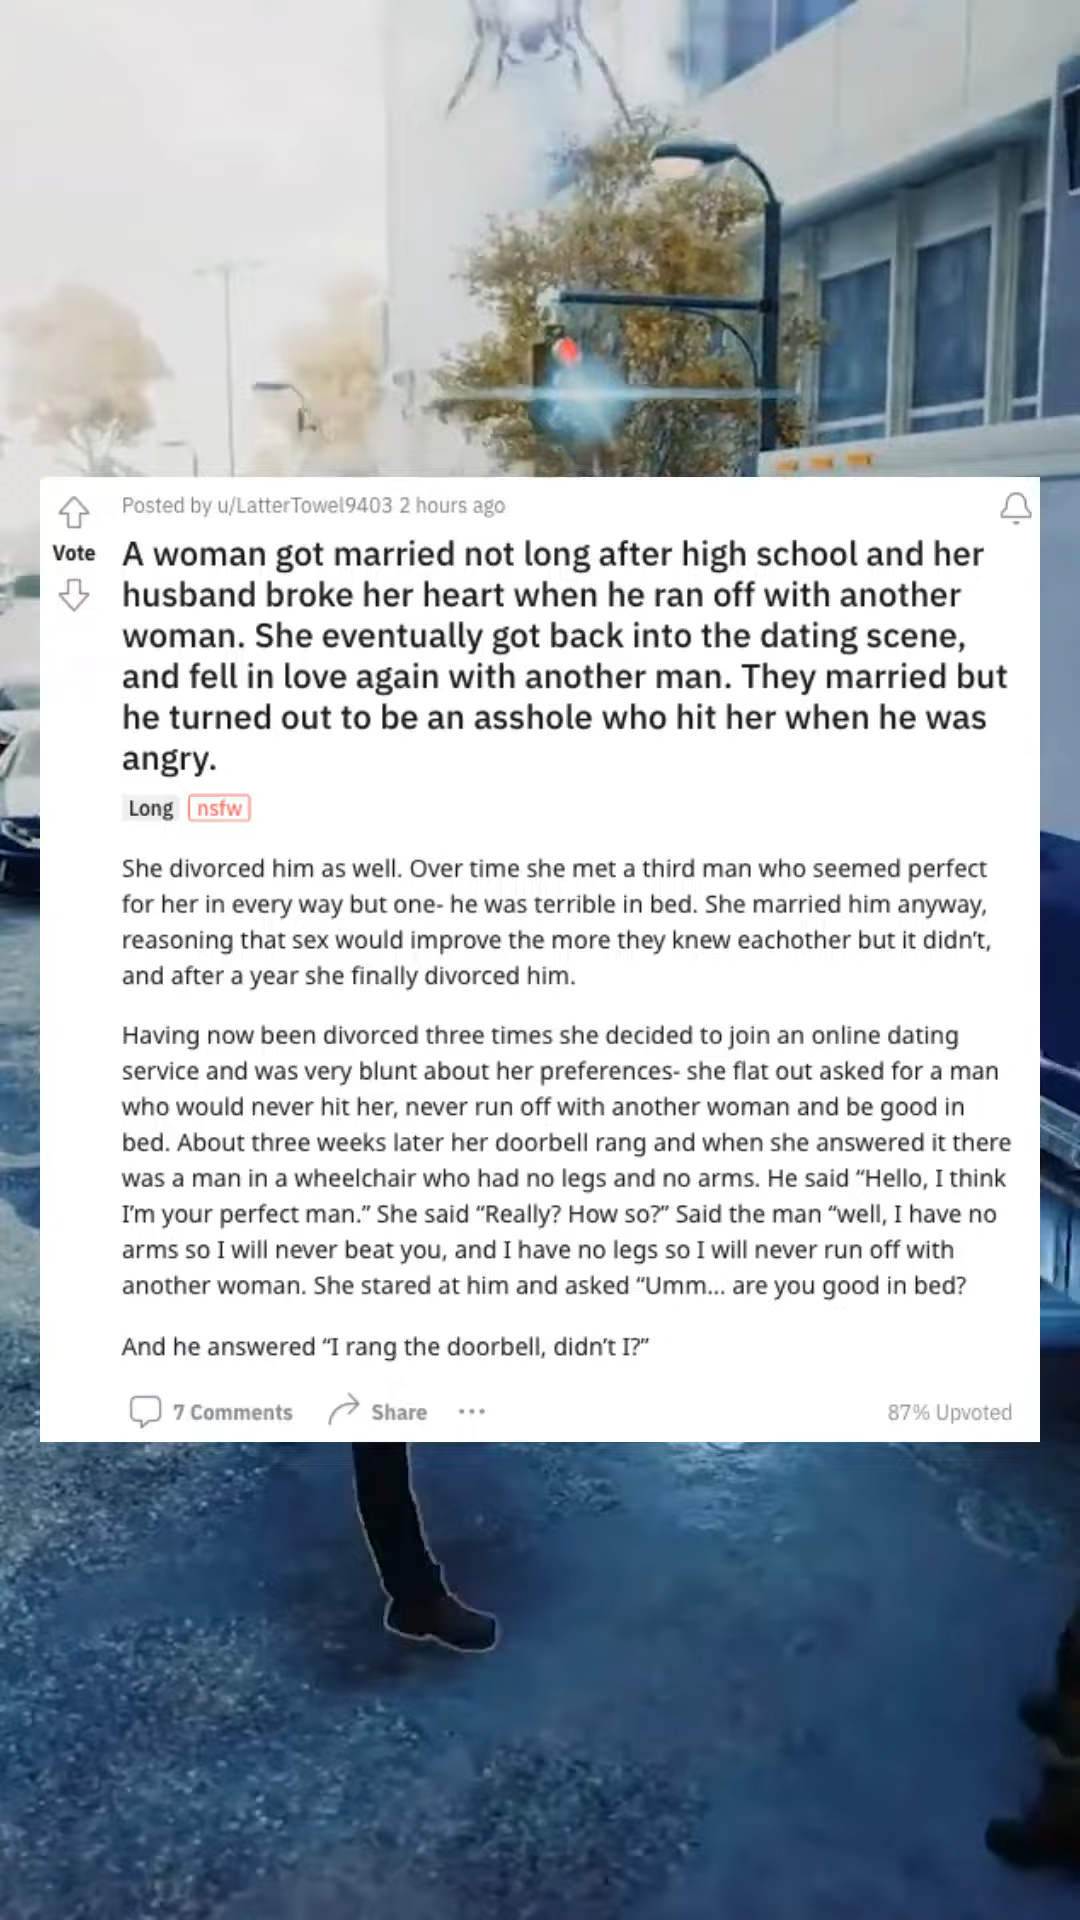 Posted by u/LatterTowel9403 2 hours ago
Vote
A woman got married not long after high school and her
husband broke her heart when he ran off with another
woman. She eventually got back into the dating scene,
and fell in love again with another man. They married but
he turned out to be an asshole who hit her when he was
angry.
Long nsfw
She divorced him as well. Over time she met a third man who seemed perfect
for her in every way but one- he was terrible in bed. She married him anyway,
reasoning that sex would improve the more they knew eachother but it didn’t,
and after a year she finally divorced him.
Having now been divorced three times she decided to join an online dating
service and was very blunt about her preferences- she flat out asked for a man
who would never hit her, never run off with another woman and be good in
bed. About three weeks later her doorbell rang and when she answered it there
was a man in a wheelchair who had no legs and no arms. He said “Hello, I think
I’m your perfect man.” She said “Really? How so?” Said the man “well, I have no
arms so I will never beat you, and I have no legs so I will never run off with
another woman. She stared at him and asked “Umm... are you good in bed?
And he answered “I rang the doorbell, didn’t I?”
7 Comments Share ... 87% Upvoted